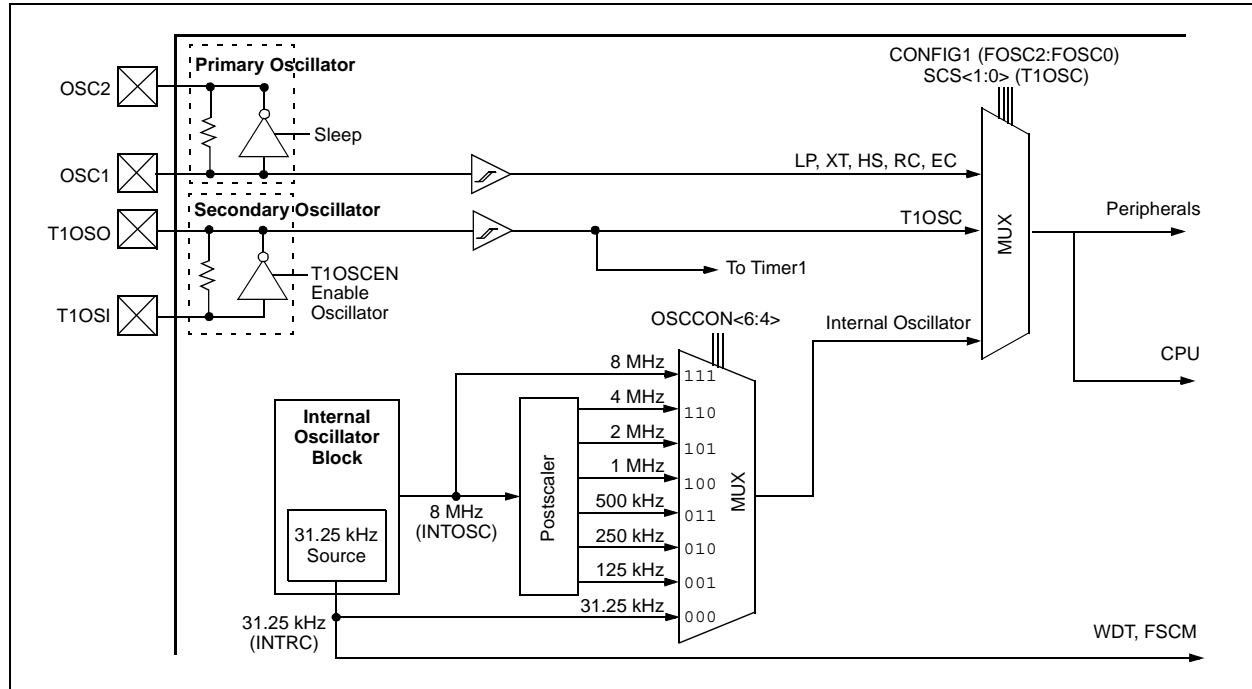 CONFIG1 (FOSC2:FOSC0)
SCS<1:0> (T1OSC)
Primary Oscillator
OSC2
Sleep
OSC1
LP, XT, HS, RC, EC
Secondary Oscillator
T1OSO
T1OSC
Peripherals
MUX
To Timer1
T1OSCEN
Enable
Oscillator
T1OSI
OSCCON<6:4>
Internal Oscillator
CPU
8 MHz
111
4 MHz
110
Internal
Oscillator
Block
2 MHz
101
1 MHz
100
Postscaler
MUX
8 MHz
(INTOSC)
500 kHz
011
31.25 kHz
Source
250 kHz
010
125 kHz
001
31.25 kHz
000
31.25 kHz
(INTRC)
WDT, FSCM